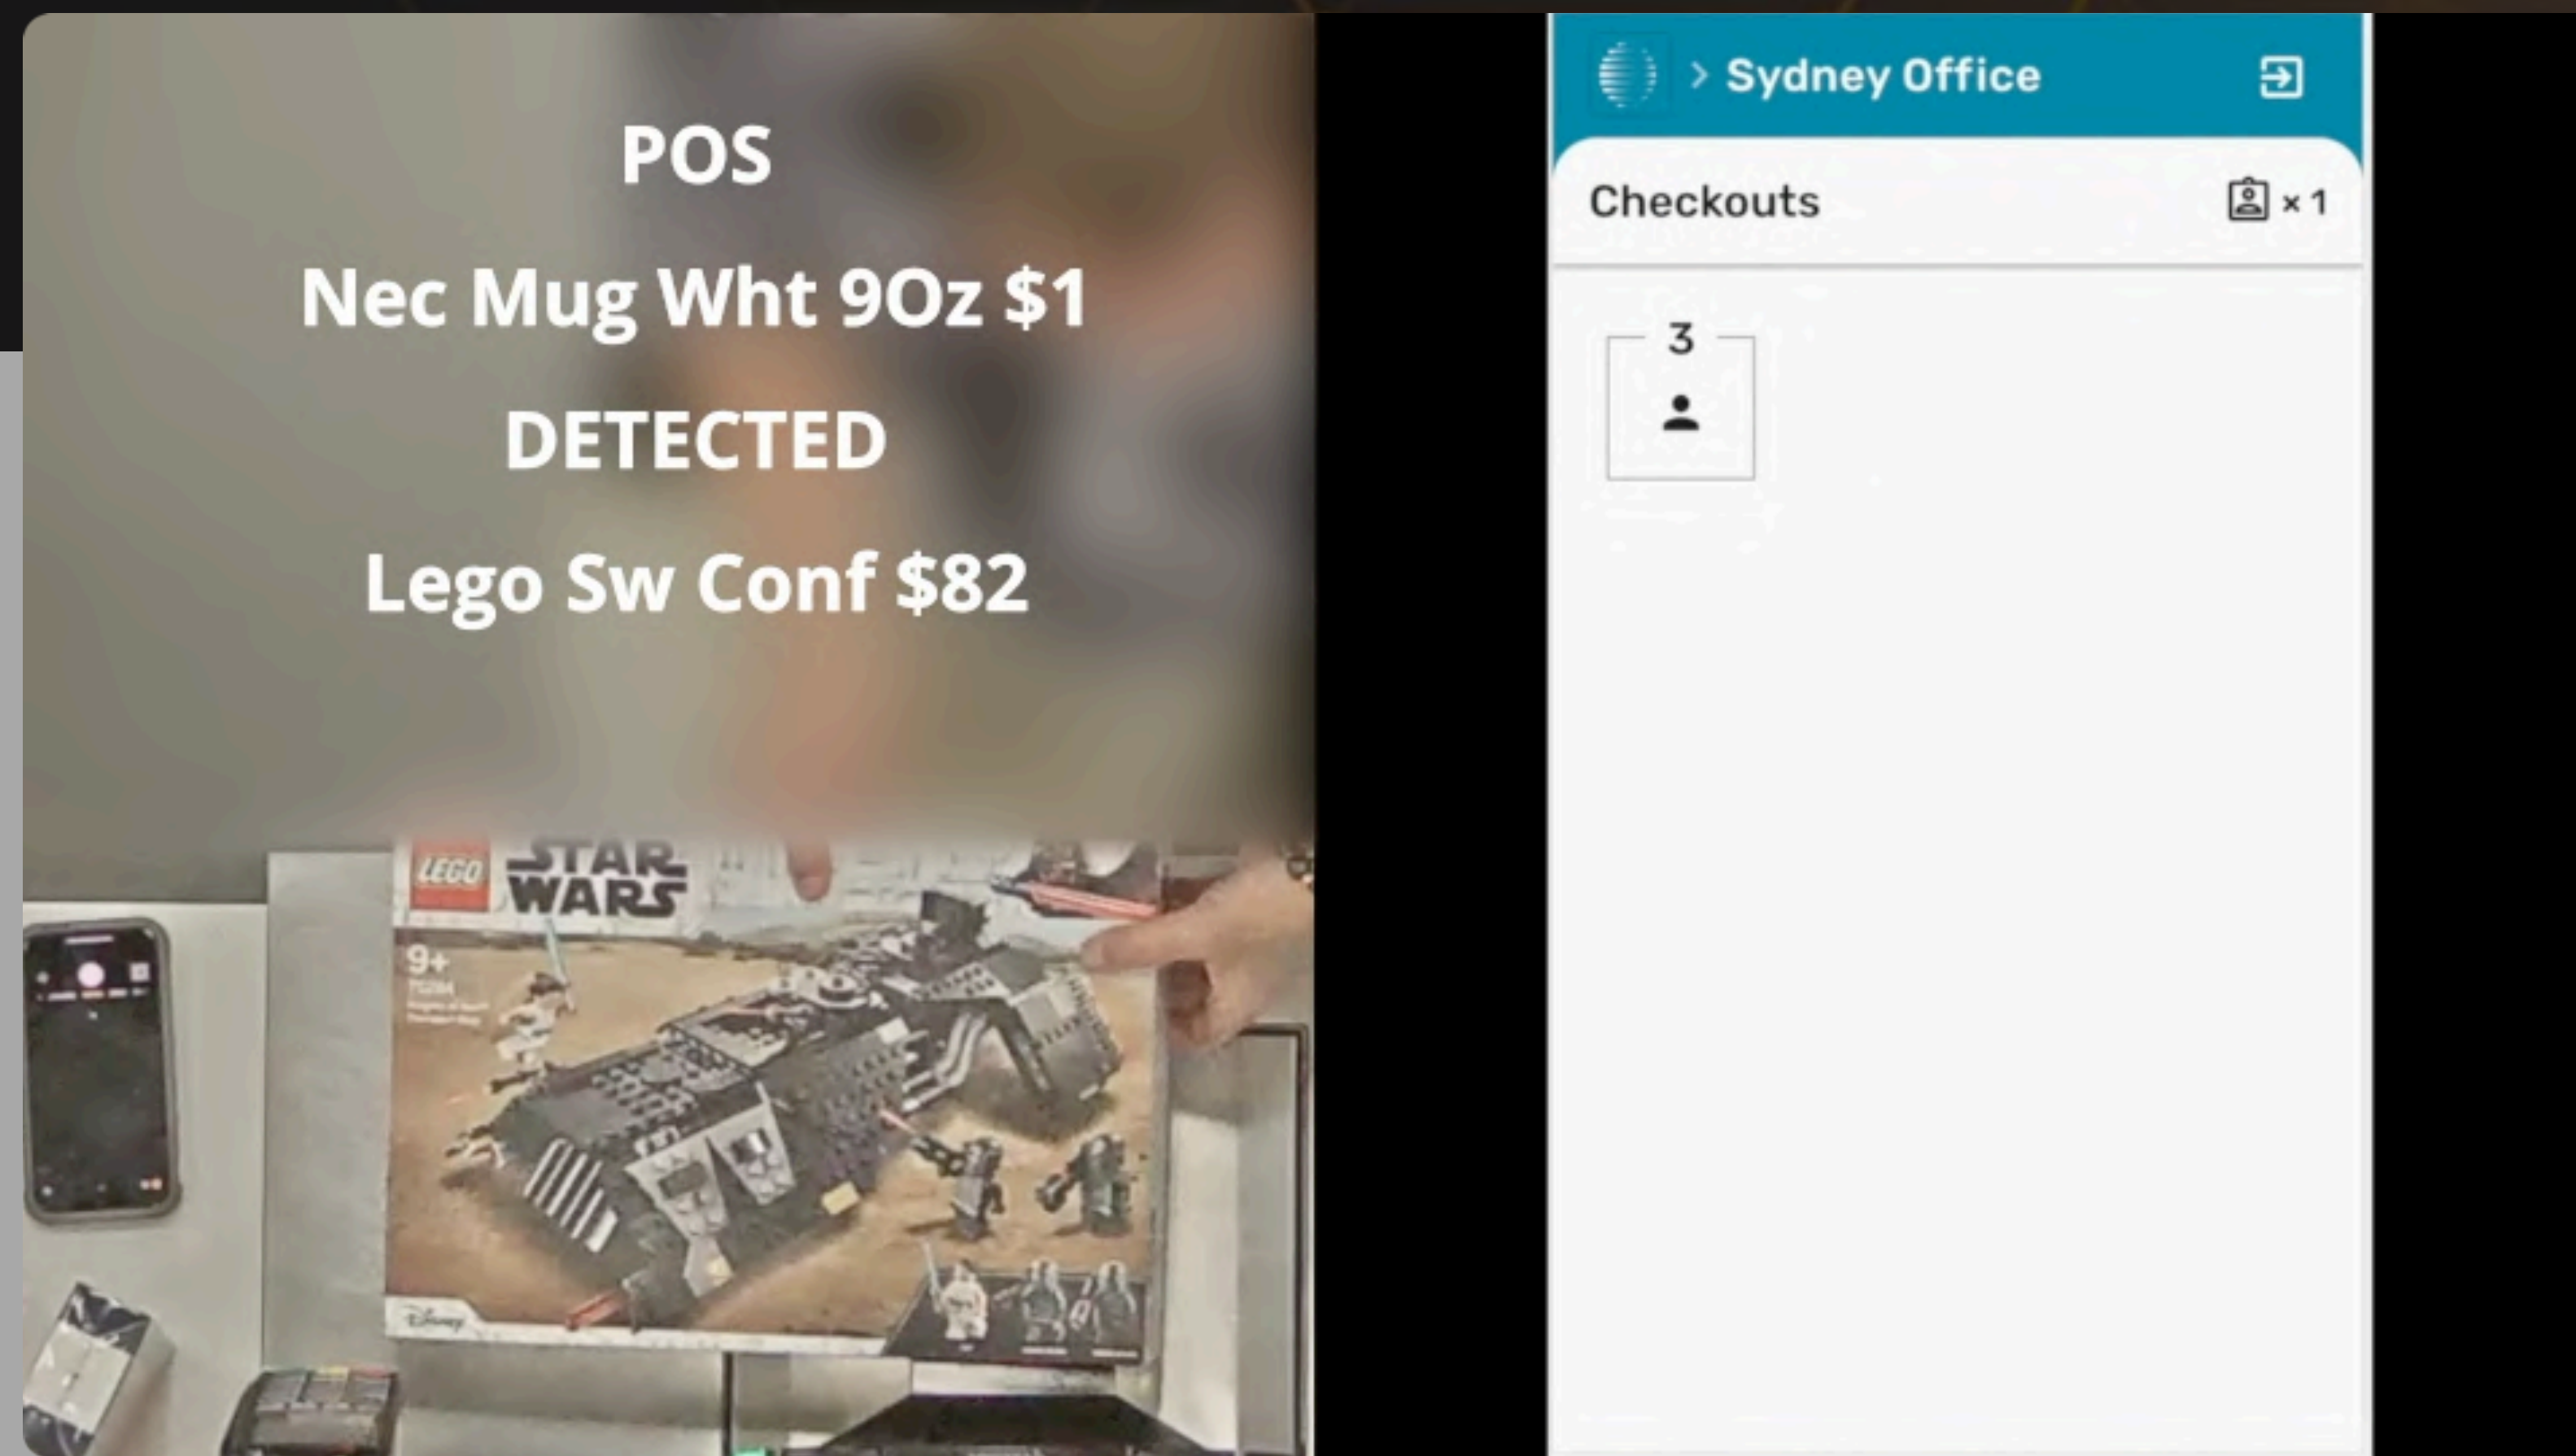 POS
Nec Mug Wht 9Oz $1
DETECTED
Lego Sw Conf $82
LEGO
STAR
WARS
9+
Disney
> Sydney Office
Checkouts
× 1
3